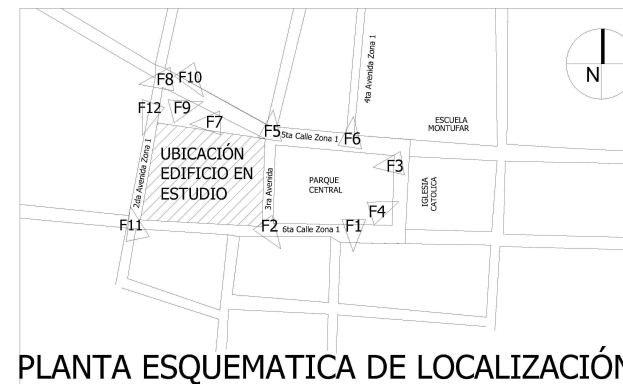 4ta Avenida Zona 1
N
F8
F10
F12
F9
F7
F5
5ta Calle Zona 1
F6
ESCUELA
MONTUFAR
2da Avenida Zona 1
UBICACIÓN
EDIFICIO EN
ESTUDIO
3ra Avenida
PARQUE
CENTRAL
F3
IGLESIA
CATOLICA
F4
F11
F2
6ta Calle Zona 1
F1
PLANTA ESQUEMATICA DE LOCALIZACIÓN